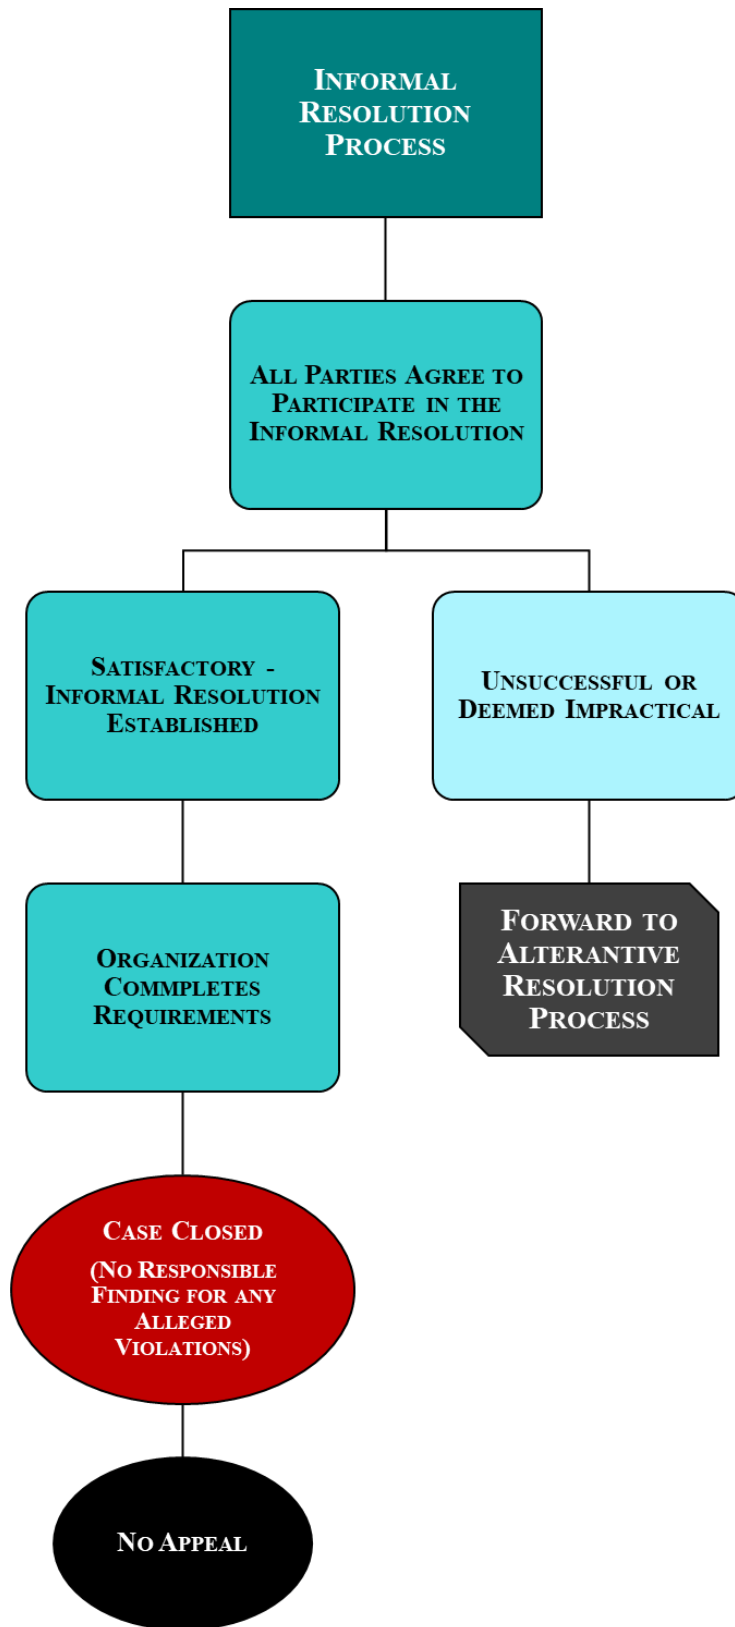 Informal
Resolution
Process
All Parties Agree to
Participate in the
Informal Resolution
Satisfactory -
Informal Resolution
Established
Unsuccessful or
Deemed Impractical
Organization
Commpletes
Requirements
Forward to
Alterantive
Resolution
Process
Case Closed
(No Responsible
Finding for any
Alleged
Violations)
No Appeal